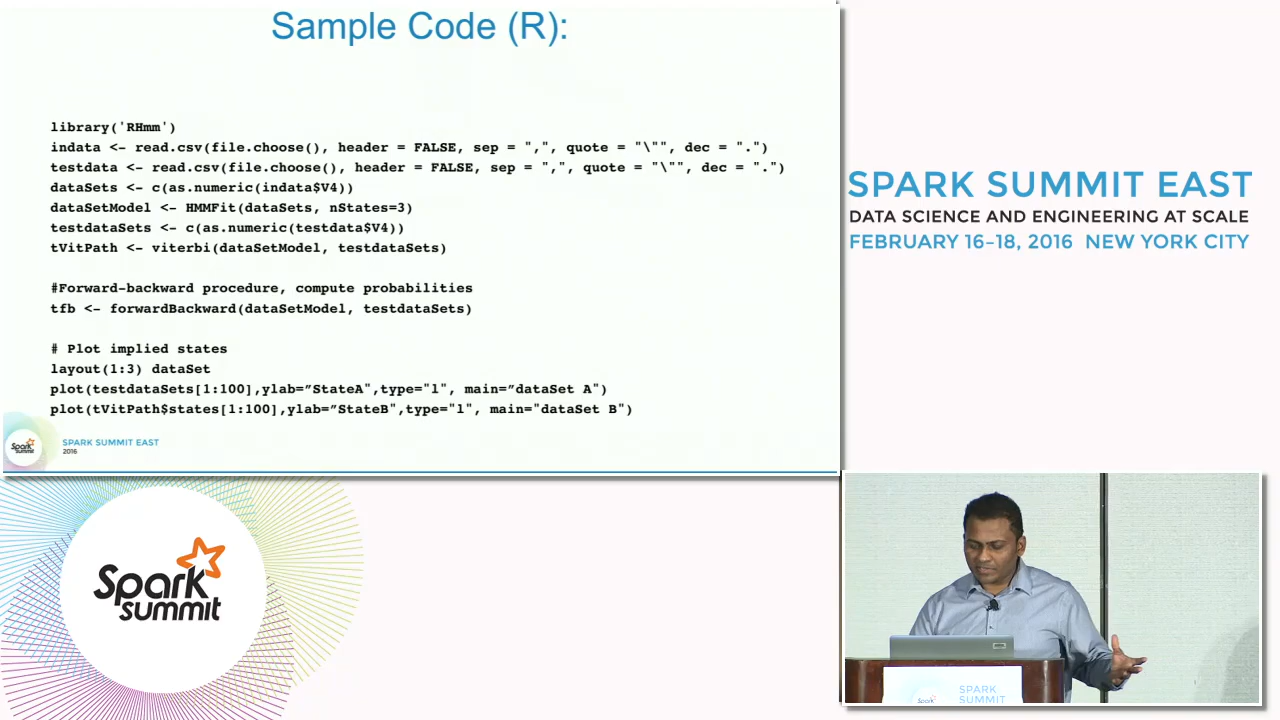 Sample Code (R):
library('RHmm')
indata <- read.csv(file.choose(), header = FALSE, sep = ",", quote = "\"", dec = ".")
testdata <- read.csv(file.choose(), header = FALSE, sep = ",", quote = "\"", dec = ".")
dataSets <- c(as.numeric(indata$V4))
dataSetModel <- HMMFit(dataSets, nStates=3)
testdataSets <- c(as.numeric(testdata$V4))
tVitPath <- viterbi(dataSetModel, testdataSets)
#Forward-backward procedure, compute probabilities
tfb <- forwardBackward(dataSetModel, testdataSets)
# Plot implied states
layout(1:3) dataSet
plot(testdataSets[1:100],ylab=”StateA",type="l", main=”dataSet A")
plot(tVitPath$states[1:100],ylab=”StateB",type="l", main="dataSet B")
Spark
Summit
SPARK SUMMIT EAST
2016
SPARK SUMMIT EAST
DATA SCIENCE AND ENGINEERING AT SCALE
FEBRUARY 16–18, 2016 NEW YORK CITY
Spark
summit
SPARK
SUMMIT